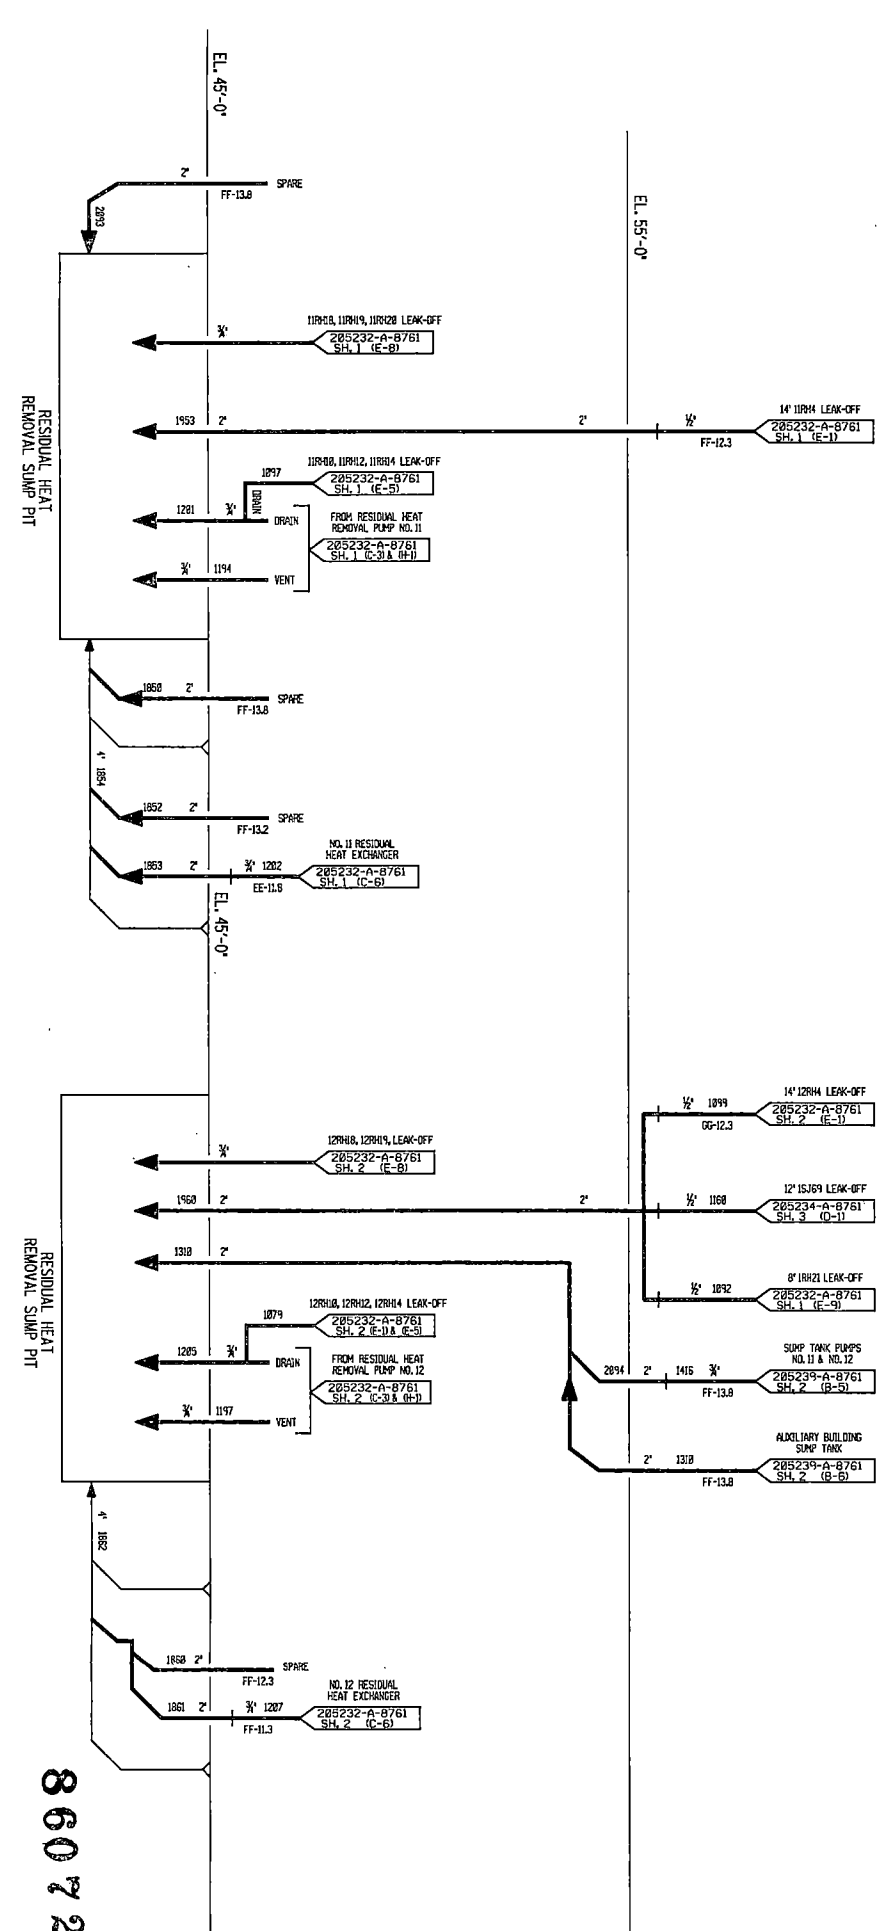 EL. 45'-0"
EL. 55'-0"
2"
SPARE
FF-13.8
2093
11RH18, 11RH19, 11RH20 LEAK-OFF
205232-A-8761
SH. 1 (E-8)
3/4"
14" 11RH4 LEAK-OFF
205232-A-8761
SH. 1 (E-1)
1953 2"
2"
1/2"
FF-12.3
11RH10, 11RH12, 11RH14 LEAK-OFF
1097
205232-A-8761
SH. 1 (E-5)
DRAIN
1201 3/4"
DRAIN
FROM RESIDUAL HEAT
REMOVAL PUMP NO. 11
205232-A-8761
SH. 1 (C-3) & (H-1)
3/4" 1194
VENT
RESIDUAL HEAT
REMOVAL SUMP PIT
1850 2"
SPARE
FF-13.8
4" 1854
1852 2"
SPARE
FF-13.2
NO. 11 RESIDUAL
HEAT EXCHANGER
1853 2"
3/4" 1202
205232-A-8761
SH. 1 (C-6)
EE-11.8
EL. 45'-0"
14" 12RH4 LEAK-OFF
1/2" 1099
205232-A-8761
SH. 2 (E-1)
GG-12.3
12RH18, 12RH19, LEAK-OFF
3/4"
205232-A-8761
SH. 2 (E-8)
12" 1SJ69 LEAK-OFF
1960 2"
2"
1/2" 1160
205234-A-8761
SH. 3 (D-1)
1310 2"
8" 1RH21 LEAK-OFF
1/2" 1092
205232-A-8761
SH. 1 (E-9)
12RH10, 12RH12, 12RH14 LEAK-OFF
1079
205232-A-8761
SH. 2 (E-1) & (E-5)
1205 3/4"
DRAIN
FROM RESIDUAL HEAT
REMOVAL PUMP NO. 12
205232-A-8761
SH. 2 (C-3) & (H-1)
SUMP TANK PUMPS
NO. 11 & NO. 12
2094 2" 1416 3/4"
205239-A-8761
SH. 2 (B-5)
FF-13.8
3/4" 1197
VENT
AUXILIARY BUILDING
SUMP TANK
2" 1310
205239-A-8761
SH. 2 (B-6)
FF-13.8
RESIDUAL HEAT
REMOVAL SUMP PIT
4" 1862
1860 2"
SPARE
FF-12.3
NO. 12 RESIDUAL
HEAT EXCHANGER
1861 2"
3/4" 1207
205232-A-8761
SH. 2 (C-6)
FF-11.3
86072